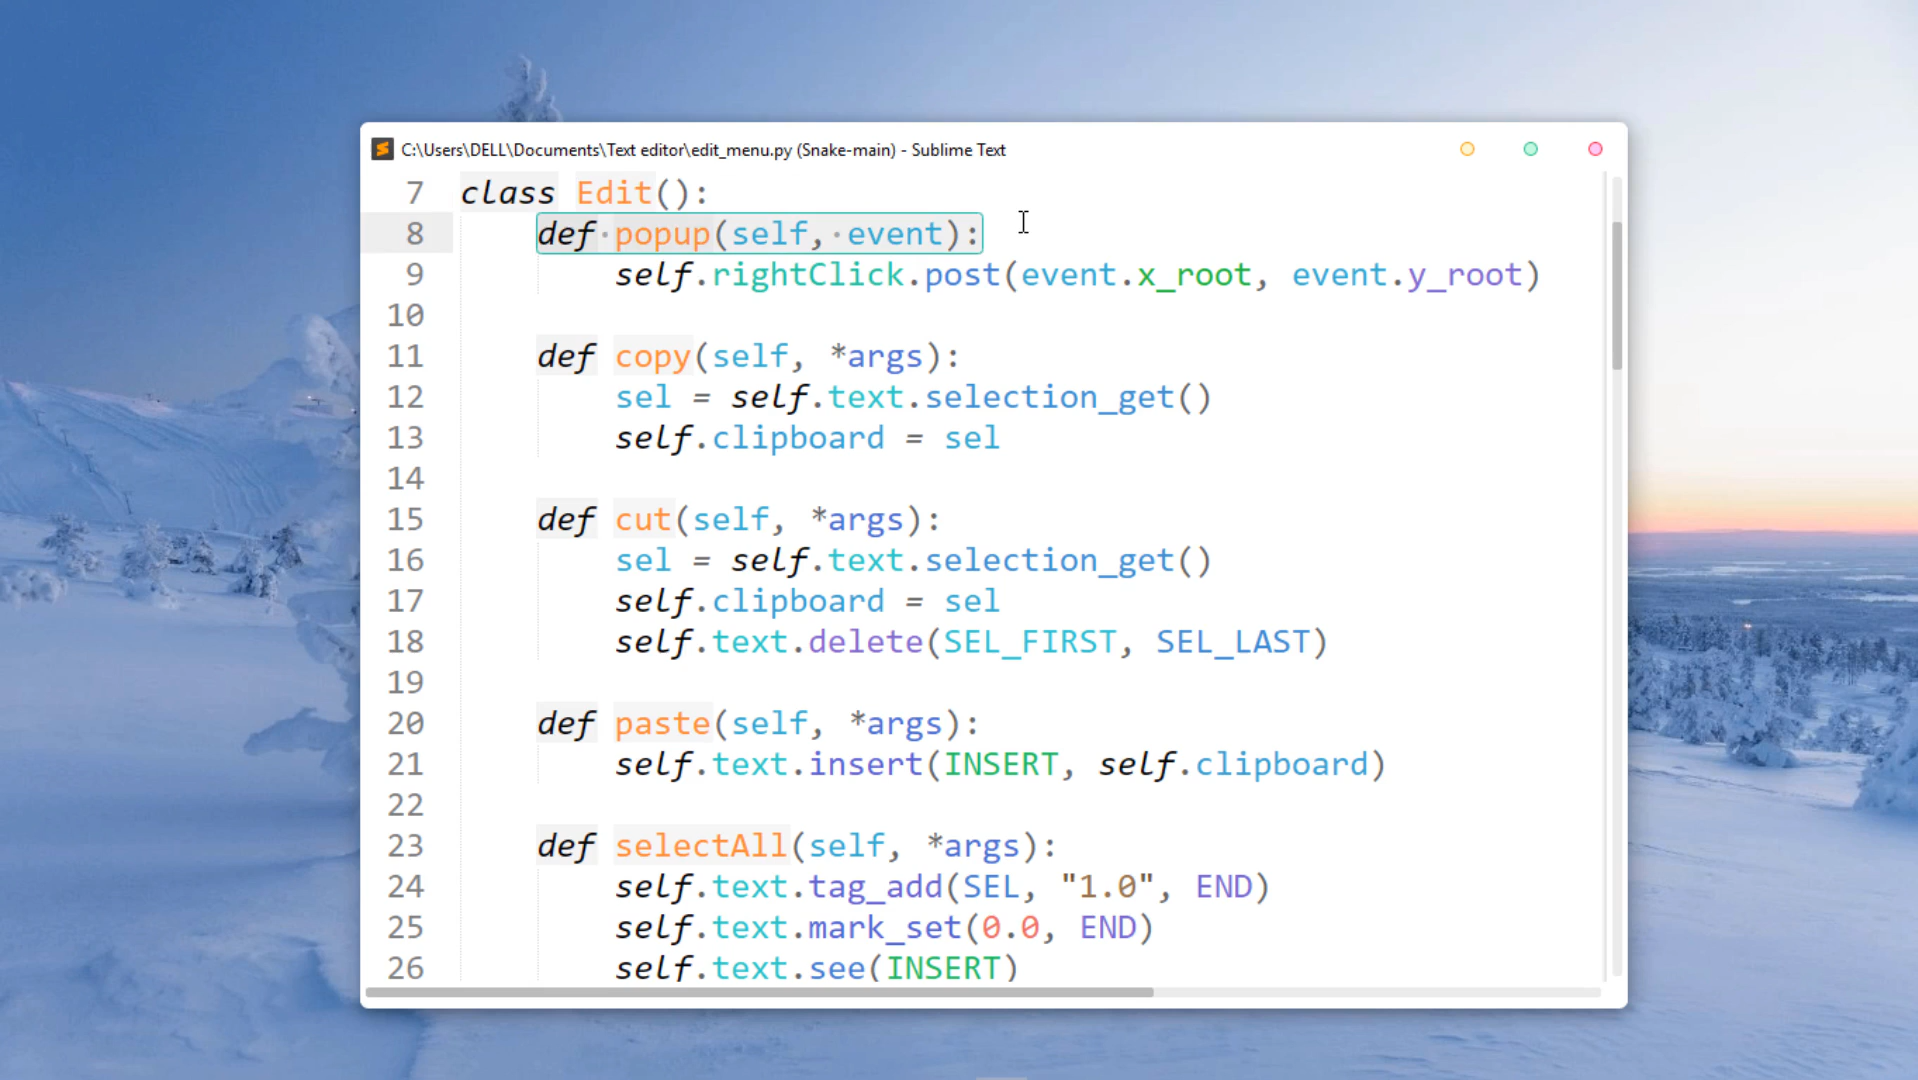 C:\Users\DELL\Documents\Text editor\edit_menu.py (Snake-main) - Sublime Text
7 class Edit():
8 def popup(self, event):
9 self.rightClick.post(event.x_root, event.y_root)
10
11 def copy(self, *args):
12 sel = self.text.selection_get()
13 self.clipboard = sel
14
15 def cut(self, *args):
16 sel = self.text.selection_get()
17 self.clipboard = sel
18 self.text.delete(SEL_FIRST, SEL_LAST)
19
20 def paste(self, *args):
21 self.text.insert(INSERT, self.clipboard)
22
23 def selectAll(self, *args):
24 self.text.tag_add(SEL, "1.0", END)
25 self.text.mark_set(0.0, END)
26 self.text.see(INSERT)